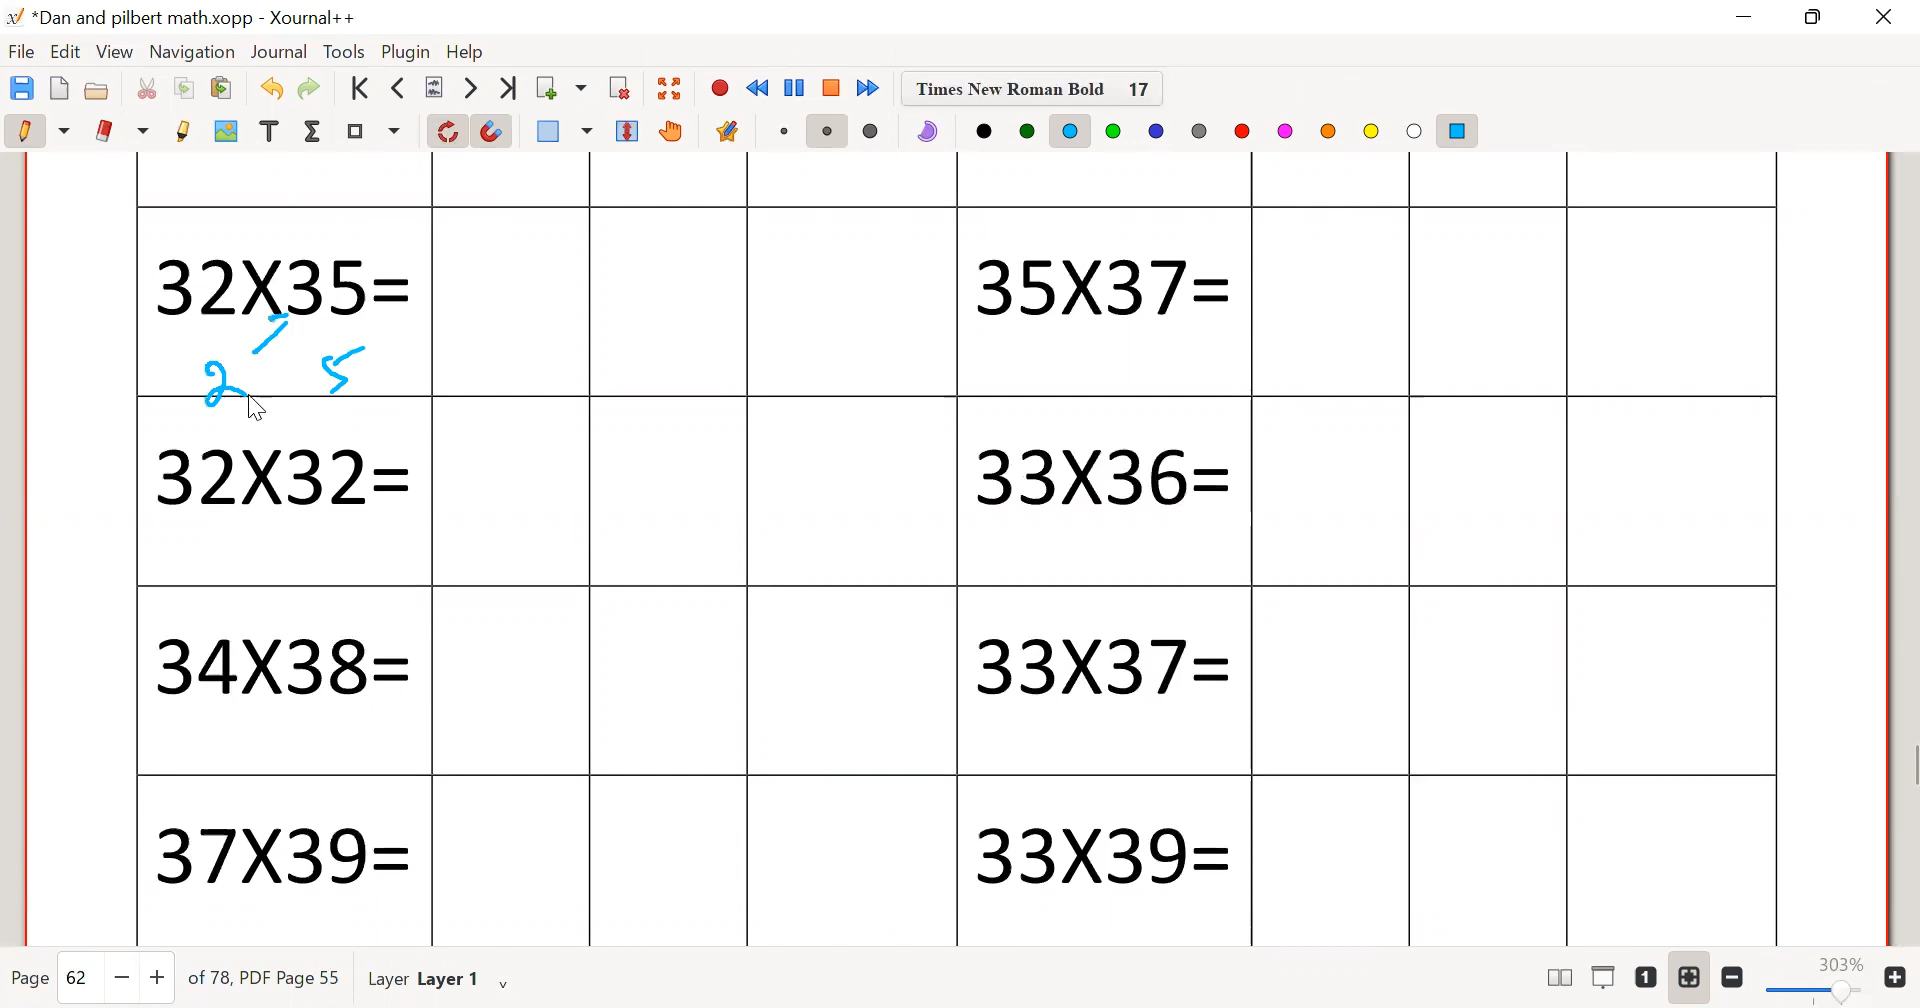 *Dan and pilbert math.xopp - Xournal++
File Edit View Navigation Journal Tools Plugin Help
Times New Roman Bold 17
32X35= 35X37=
2 5
32X32= 33X36=
34X38= 33X37=
37X39= 33X39=
Page 62 of 78, PDF Page 55 Layer Layer 1 303%